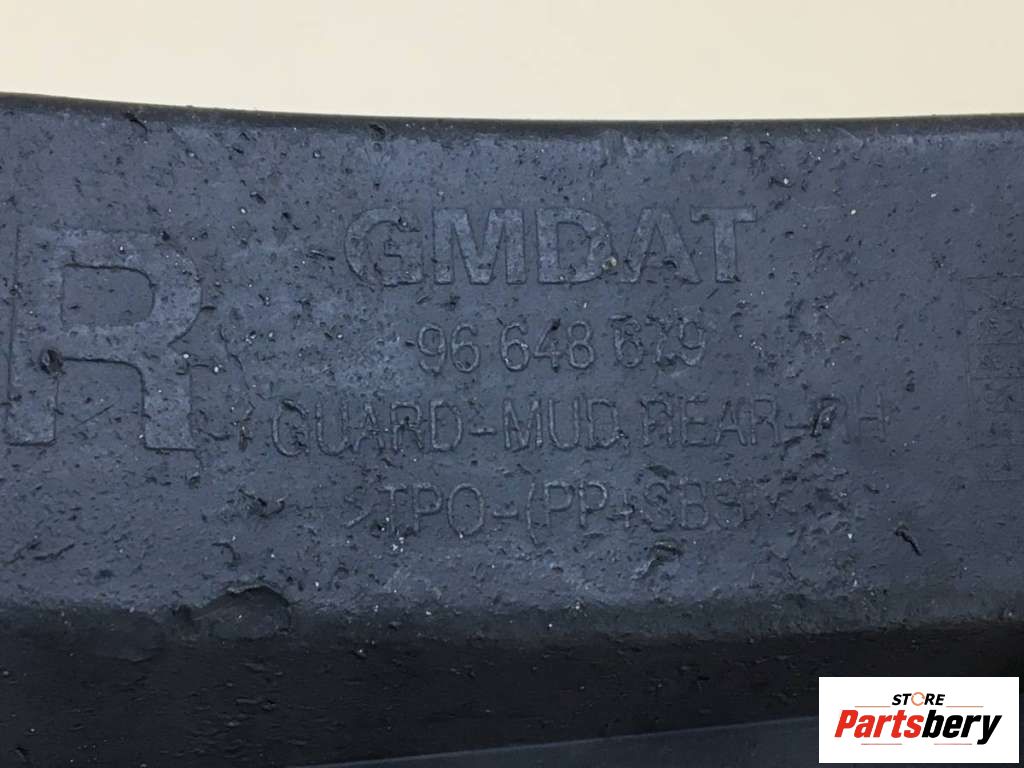 GMDAT
R
96 648 679
GUARD-MUD, REAR-RH
>TPO-(PP+SBS)<
STORE
Partsbery